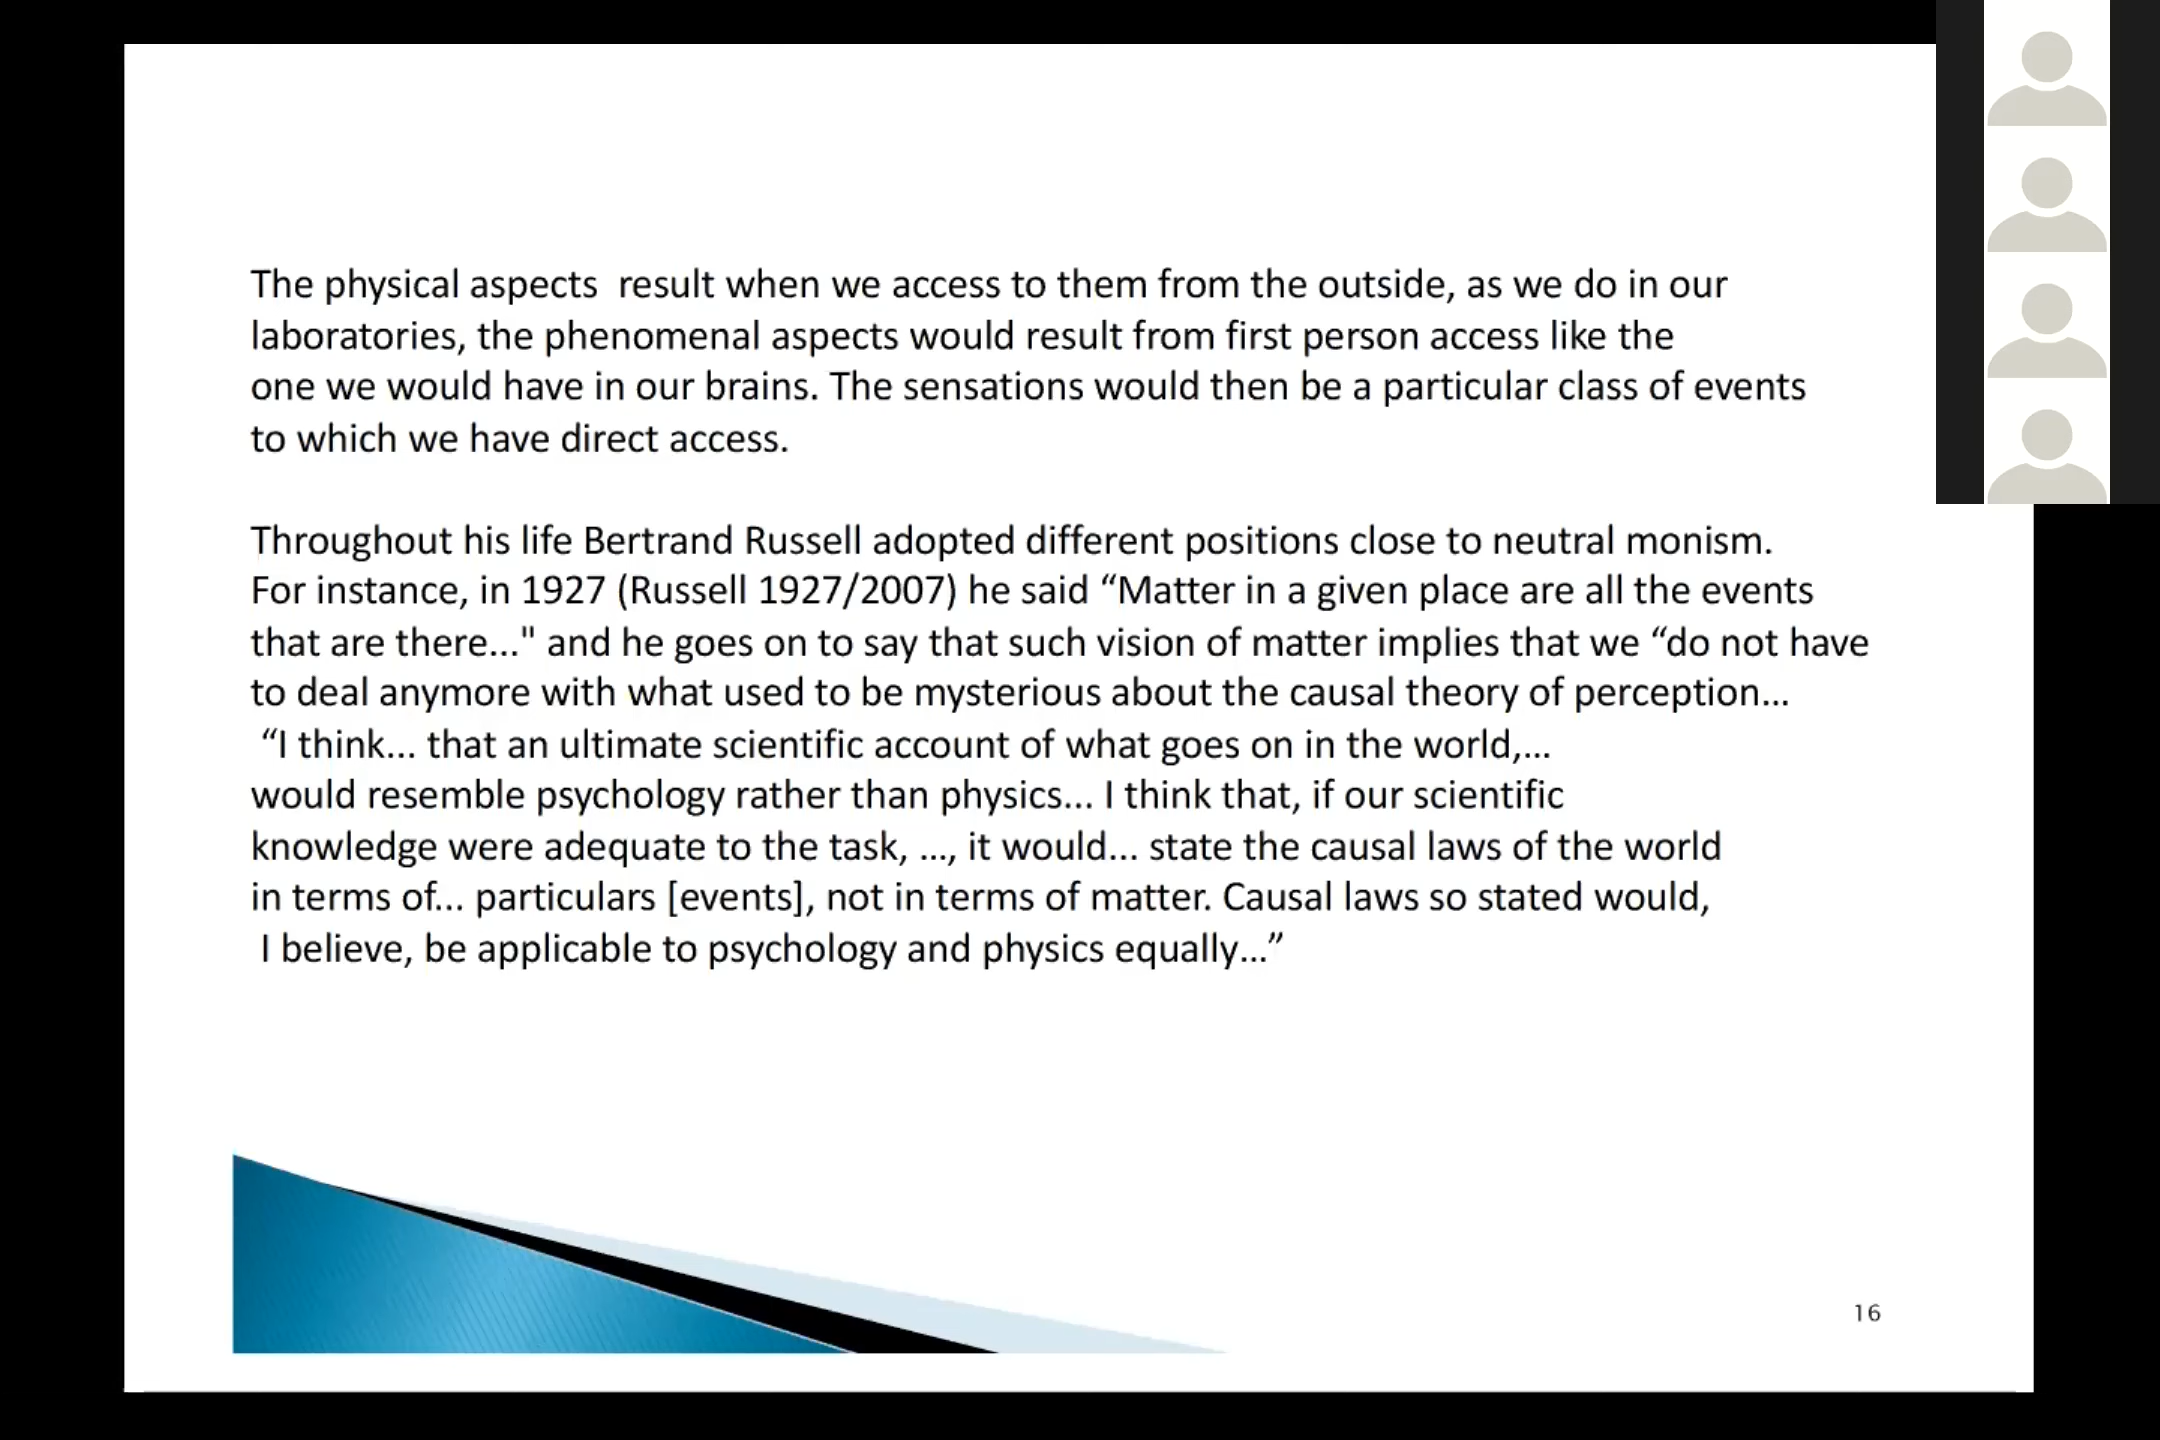 The physical aspects  result when we access to them from the outside, as we do in our
laboratories, the phenomenal aspects would result from first person access like the
one we would have in our brains. The sensations would then be a particular class of events
to which we have direct access.
Throughout his life Bertrand Russell adopted different positions close to neutral monism.
For instance, in 1927 (Russell 1927/2007) he said “Matter in a given place are all the events
that are there..." and he goes on to say that such vision of matter implies that we “do not have
to deal anymore with what used to be mysterious about the causal theory of perception…
“I think... that an ultimate scientific account of what goes on in the world,…
would resemble psychology rather than physics... I think that, if our scientific
knowledge were adequate to the task, …, it would... state the causal laws of the world
in terms of... particulars [events], not in terms of matter. Causal laws so stated would,
I believe, be applicable to psychology and physics equally…”
16